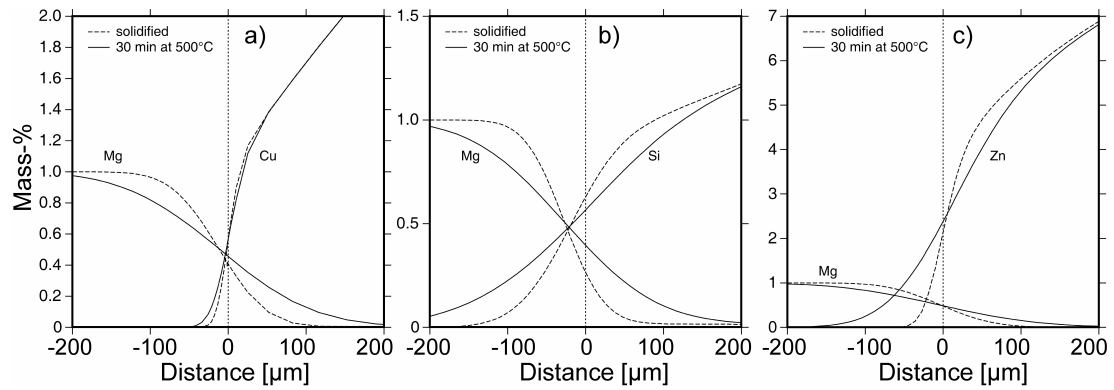 solidified
30 min at 500°C
a)
Mg
Cu
Mass-%
2.0
1.8
1.6
1.4
1.2
1.0
0.8
0.6
0.4
0.2
0
-200
-100
0
100
200
Distance [µm]
solidified
30 min at 500°C
b)
Mg
Si
1.5
1.0
0.5
0
-200
-100
0
100
200
Distance [µm]
solidified
30 min at 500°C
c)
Zn
Mg
7
6
5
4
3
2
1
0
-200
-100
0
100
200
Distance [µm]